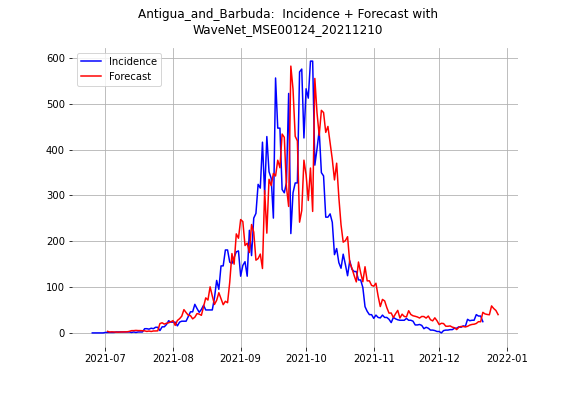 Antigua_and_Barbuda:  Incidence + Forecast with
WaveNet_MSE00124_20211210
Incidence
Forecast
600
500
400
300
200
100
0
2021-07 2021-08 2021-09 2021-10 2021-11 2021-12 2022-01